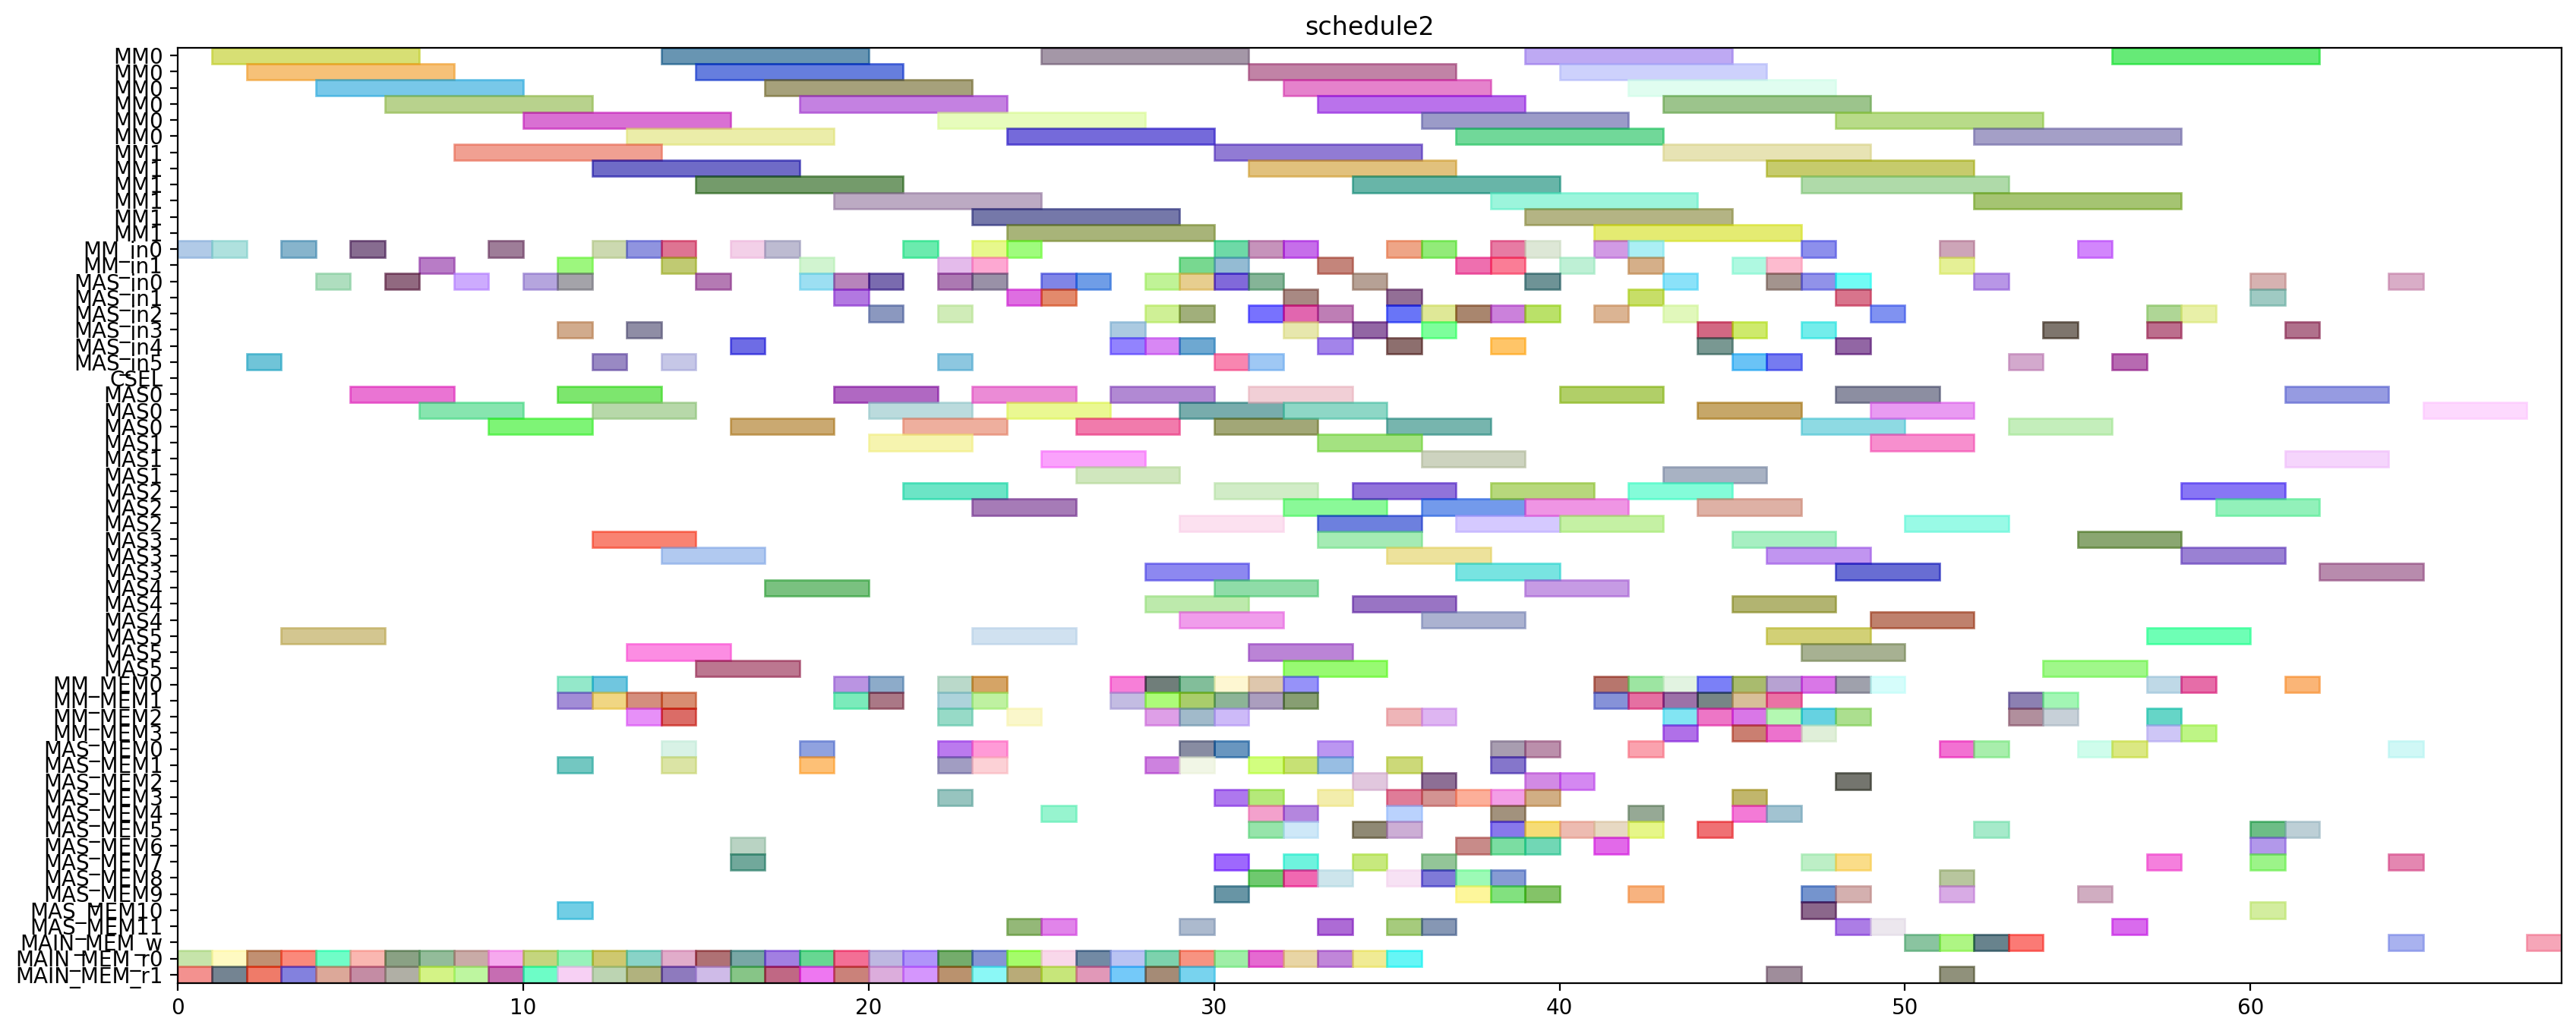 schedule2
MM0
MM0
MM0
MM0
MM0
MM0
MM1
MM1
MM1
MM1
MM1
MM1
MM_in0
MM_in1
MAS_in0
MAS_in1
MAS_in2
MAS_in3
MAS_in4
MAS_in5
CSEL
MAS0
MAS0
MAS0
MAS1
MAS1
MAS1
MAS2
MAS2
MAS2
MAS3
MAS3
MAS3
MAS4
MAS4
MAS4
MAS5
MAS5
MAS5
MM_MEM0
MM_MEM1
MM_MEM2
MM_MEM3
MAS_MEM0
MAS_MEM1
MAS_MEM2
MAS_MEM3
MAS_MEM4
MAS_MEM5
MAS_MEM6
MAS_MEM7
MAS_MEM8
MAS_MEM9
MAS_MEM10
MAS_MEM11
MAIN_MEM_w
MAIN_MEM_r0
MAIN_MEM_r1
0 10 20 30 40 50 60